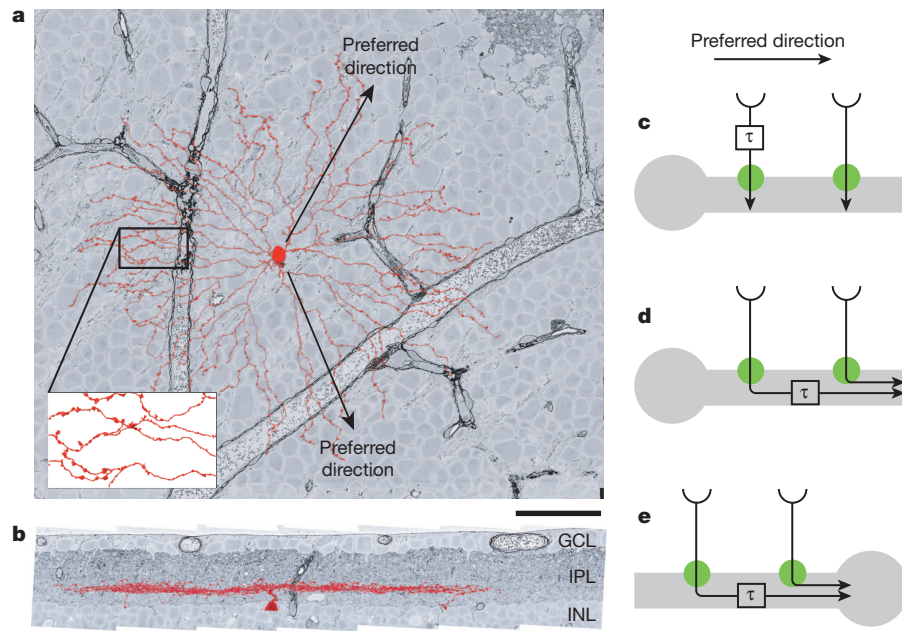 a
Preferred
direction
Preferred
direction
b
GCL
IPL
INL
Preferred direction
c
τ
d
τ
e
τ